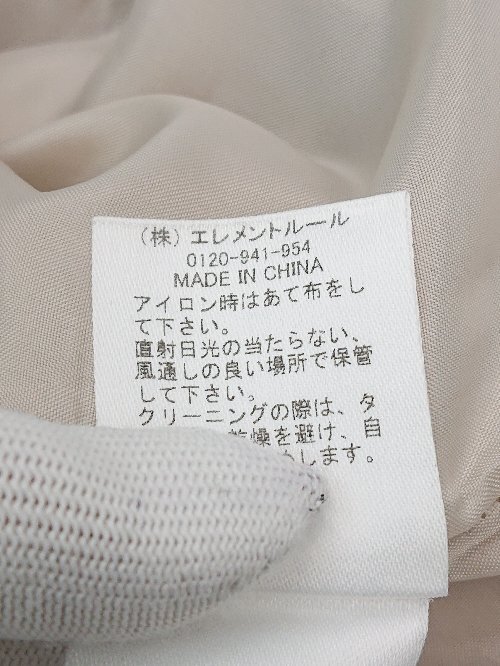 （株）エレメントルール
0120-941-954
MADE IN CHINA
アイロン時はあて布をし
て下さい。
直射日光の当たらない、
風通しの良い場所で保管
して下さい。
クリーニングの際は、タ
乾燥を避け、自
します。